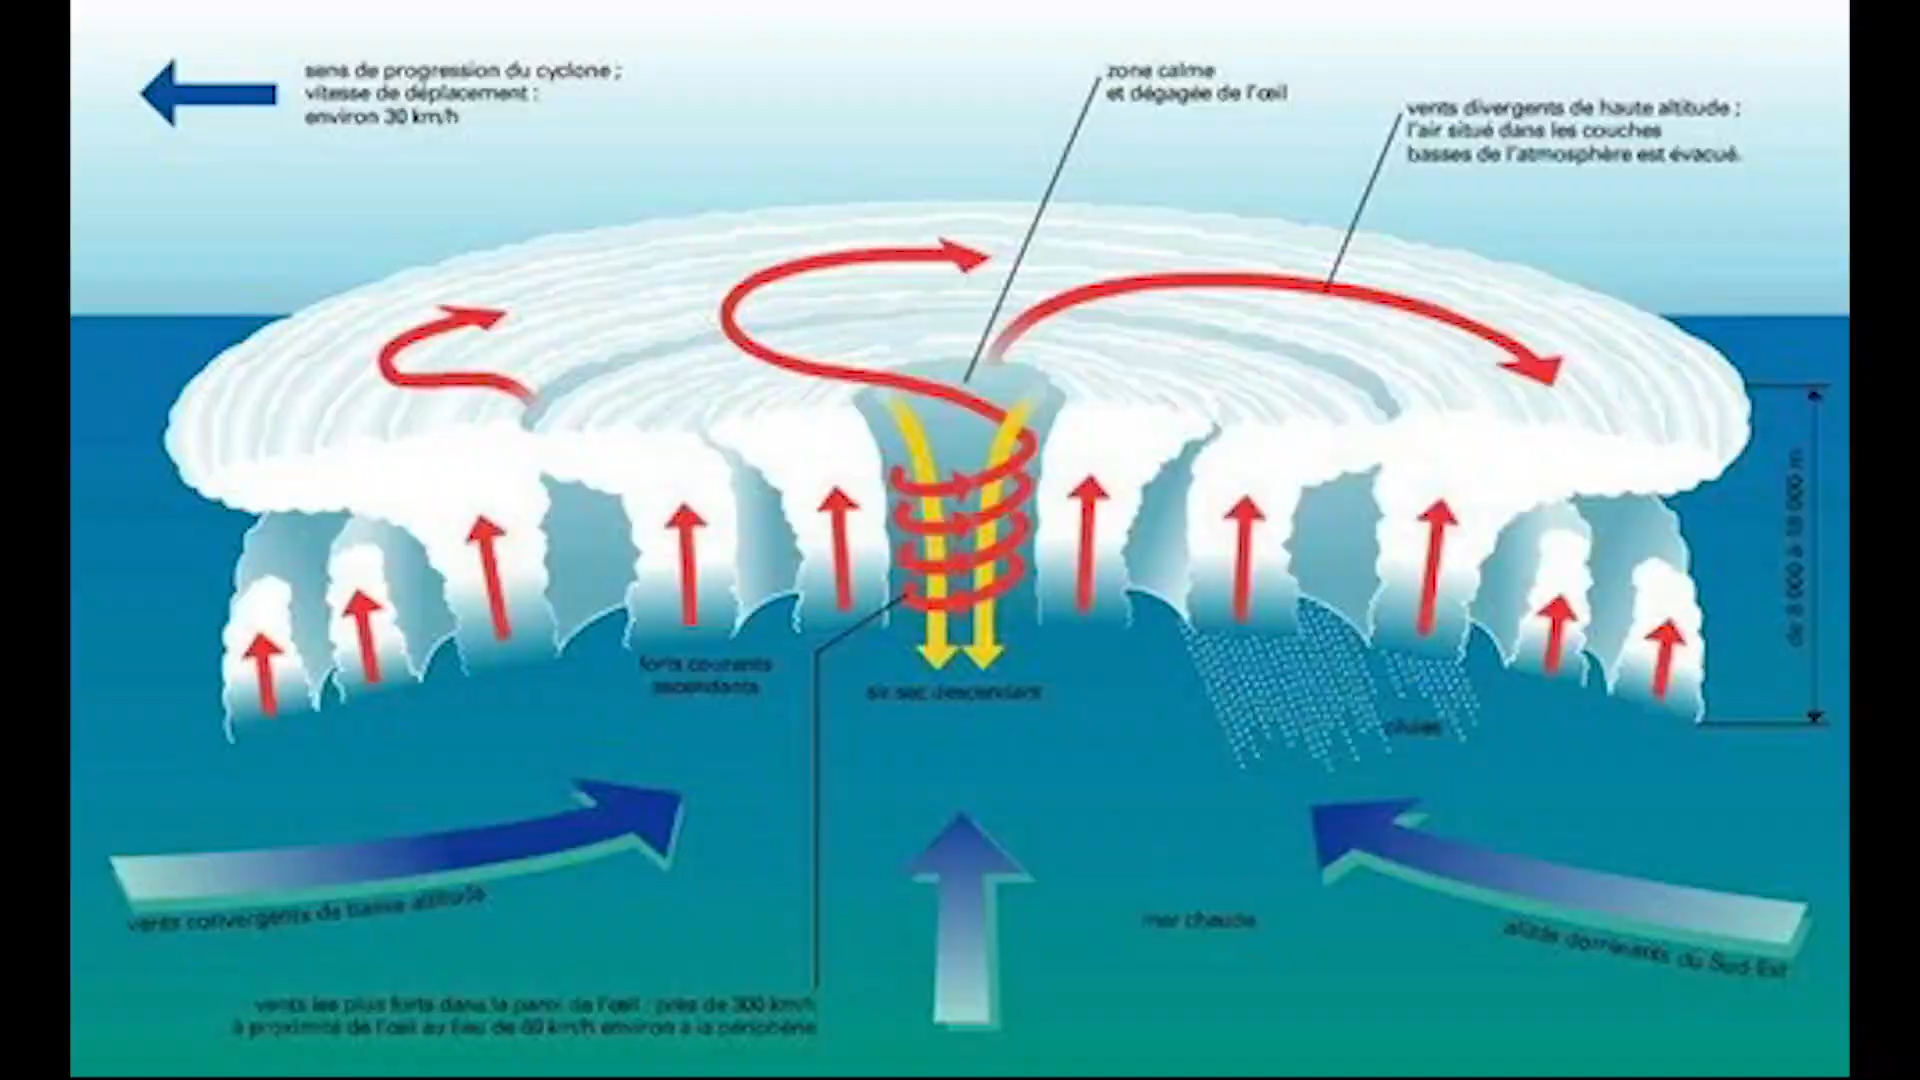 sens de progression du cyclone ;
vitesse de déplacement :
environ 30 km/h
zone calme
et dégagée de l'œil
vents divergents de haute altitude ;
l'air situé dans les couches
basses de l'atmosphère est évacué.
de 8 000 à 18 000 m
forts courants
ascendants
air sec descendant
pluies
vents convergents de basse altitude
mer chaude
alizés dominants du Sud-Est
vents les plus forts dans la paroi de l'œil : près de 300 km/h
à proximité de l'œil au lieu de 60 km/h environ à la périphérie